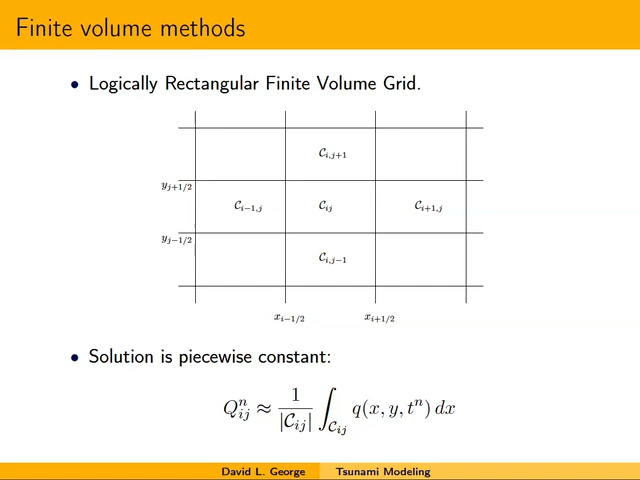 Finite volume methods
• Logically Rectangular Finite Volume Grid.
𝒞_{i,j+1}
y_{j+1/2}
𝒞_{i−1,j} 𝒞_{ij} 𝒞_{i+1,j}
y_{j−1/2}
𝒞_{i,j−1}
x_{i−1/2} x_{i+1/2}
• Solution is piecewise constant:
Q_{ij}^n ≈ \frac{1}{|𝒞_{ij}|} ∫_{𝒞_{ij}} q(x, y, t^n) dx
David L. George Tsunami Modeling